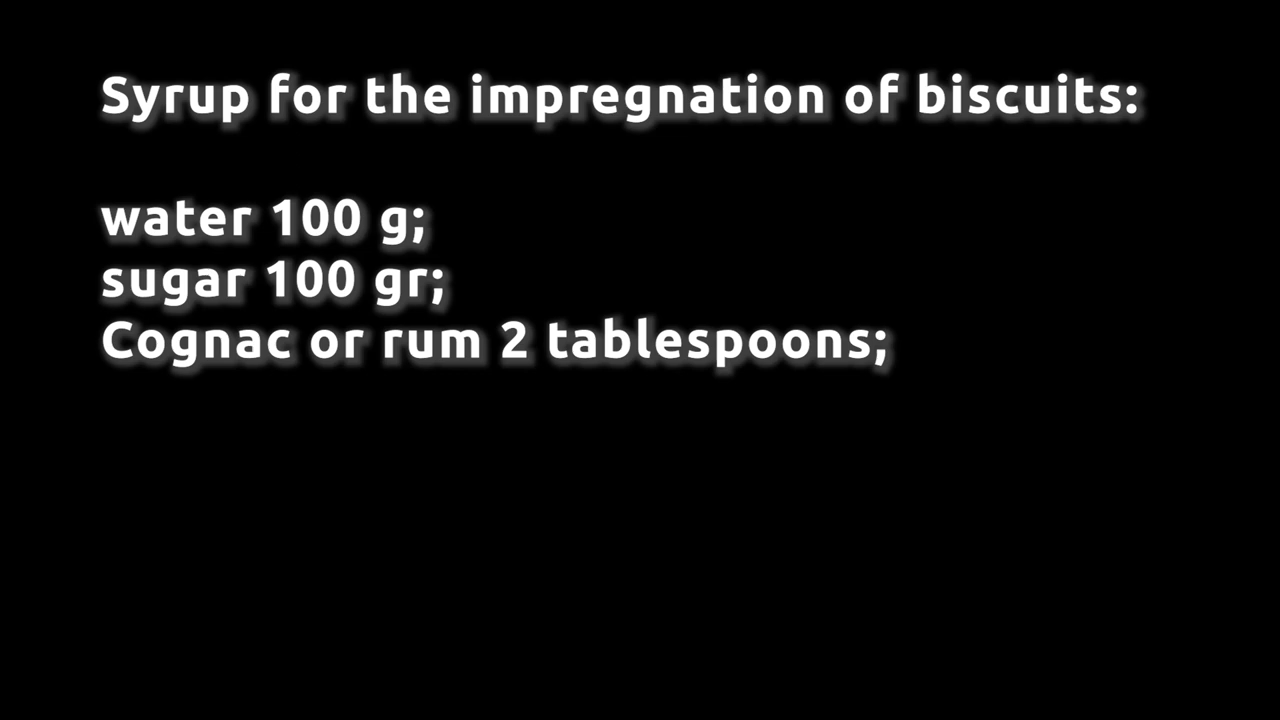 Syrup for the impregnation of biscuits:
water 100 g;
sugar 100 gr;
Cognac or rum 2 tablespoons;